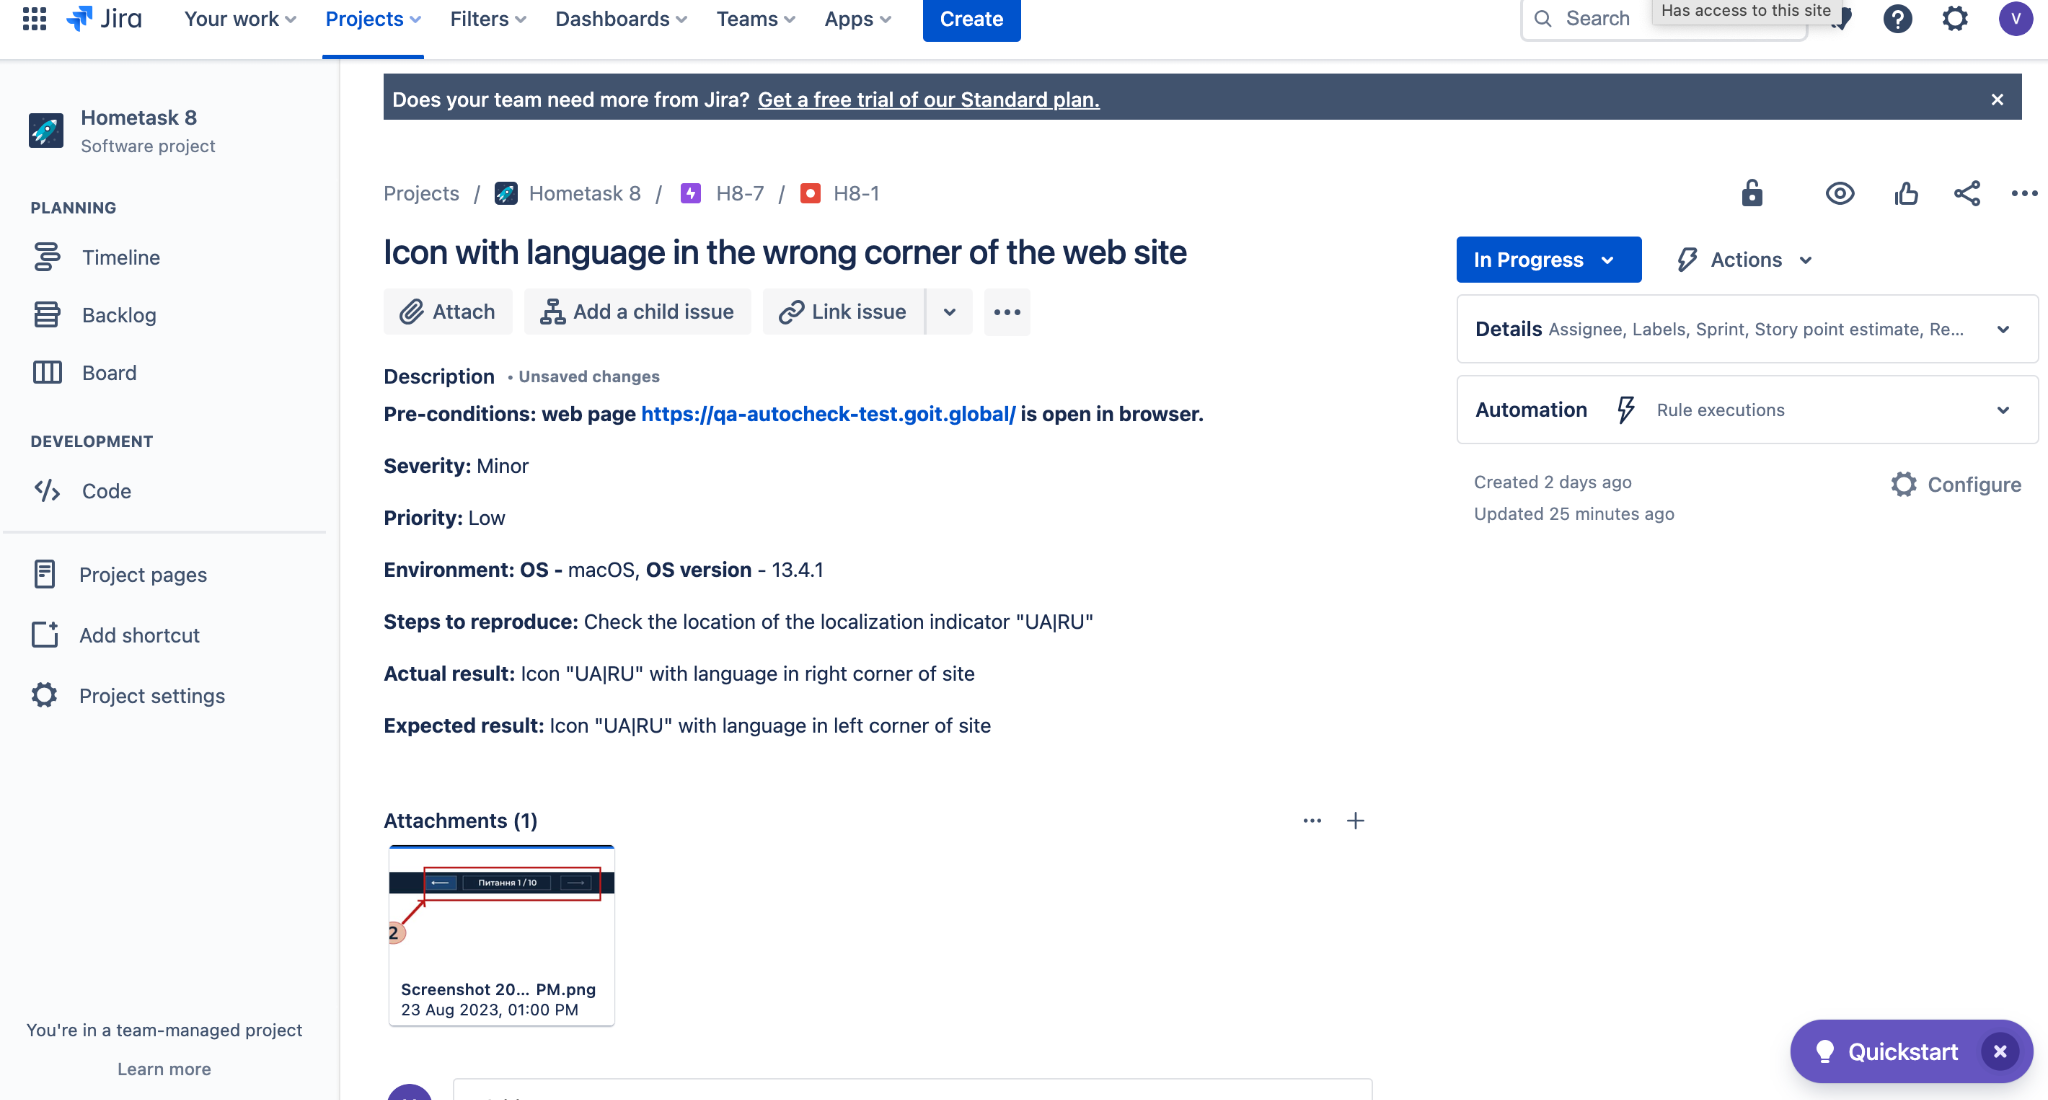 Jira
Your work
Projects
Filters
Dashboards
Teams
Apps
Create
Search
Has access to this site
V
Hometask 8
Software project
PLANNING
Timeline
Backlog
Board
DEVELOPMENT
Code
Project pages
Add shortcut
Project settings
You're in a team-managed project
Learn more
Does your team need more from Jira? Get a free trial of our Standard plan.
Projects / Hometask 8 / H8-7 / H8-1
Icon with language in the wrong corner of the web site
Attach
Add a child issue
Link issue
Description • Unsaved changes
Pre-conditions: web page https://qa-autocheck-test.goit.global/ is open in browser.
Severity: Minor
Priority: Low
Environment: OS - macOS, OS version - 13.4.1
Steps to reproduce: Check the location of the localization indicator "UA|RU"
Actual result: Icon "UA|RU" with language in right corner of site
Expected result: Icon "UA|RU" with language in left corner of site
Attachments (1)
Питання 1 / 10
2
Screenshot 20... PM.png
23 Aug 2023, 01:00 PM
In Progress
Actions
Details Assignee, Labels, Sprint, Story point estimate, Re...
Automation Rule executions
Created 2 days ago
Updated 25 minutes ago
Configure
Quickstart